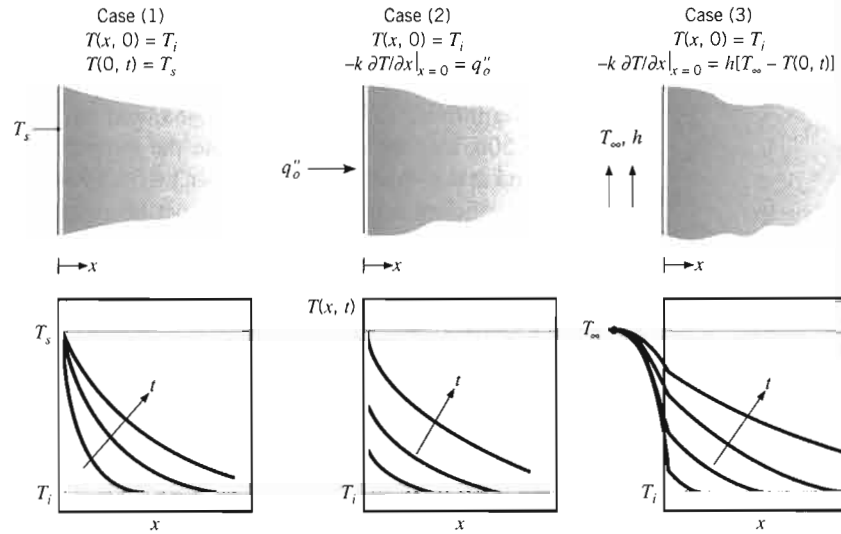 Case (1)
T(x, 0) = T_i
T(0, t) = T_s
Case (2)
T(x, 0) = T_i
−k ∂T/∂x|_{x = 0} = q″_o
Case (3)
T(x, 0) = T_i
−k ∂T/∂x|_{x = 0} = h[T_∞ − T(0, t)]
T_s
q″_o
T_∞, h
x
x
x
T_s
t
T_i
x
T(x, t)
t
T_i
x
T_∞
t
T_i
x